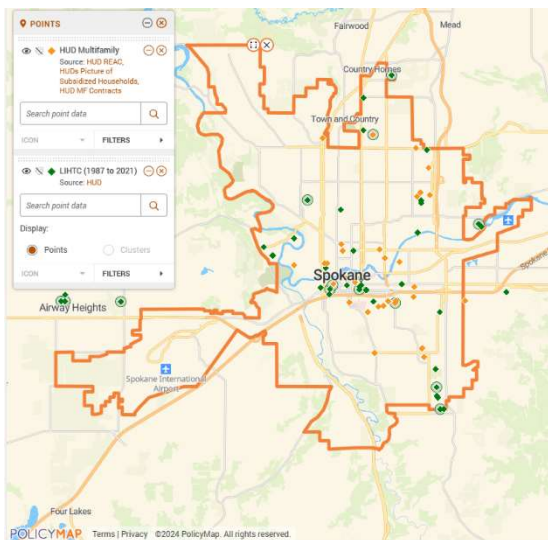 POINTS
HUD Multifamily
Source: HUD REAC,
HUDs Picture of
Subsidized Households,
HUD MF Contracts
Search point data
ICON
FILTERS
LIHTC (1987 to 2021)
Source: HUD
Search point data
Display:
Points
Clusters
ICON
FILTERS
Fairwood
Mead
Country Homes
Town and Country
Spokane
Spokane
Airway Heights
Spokane International
Airport
Four Lakes
POLICYMAP
Terms | Privacy ©2024 PolicyMap. All rights reserved.